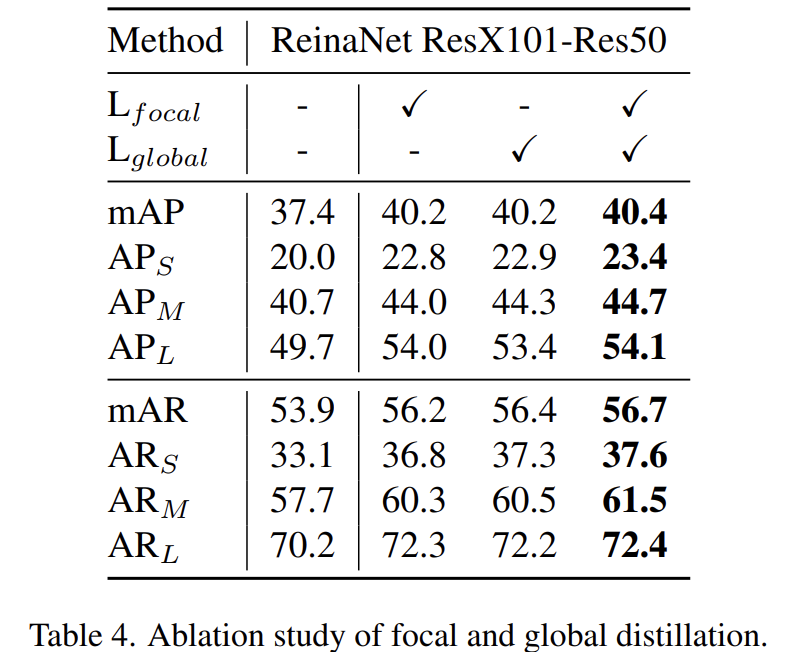 Method ReinaNet ResX101-Res50
L_focal - ✓ - ✓
L_global - - ✓ ✓
mAP 37.4 40.2 40.2 40.4
AP_S 20.0 22.8 22.9 23.4
AP_M 40.7 44.0 44.3 44.7
AP_L 49.7 54.0 53.4 54.1
mAR 53.9 56.2 56.4 56.7
AR_S 33.1 36.8 37.3 37.6
AR_M 57.7 60.3 60.5 61.5
AR_L 70.2 72.3 72.2 72.4
Table 4. Ablation study of focal and global distillation.